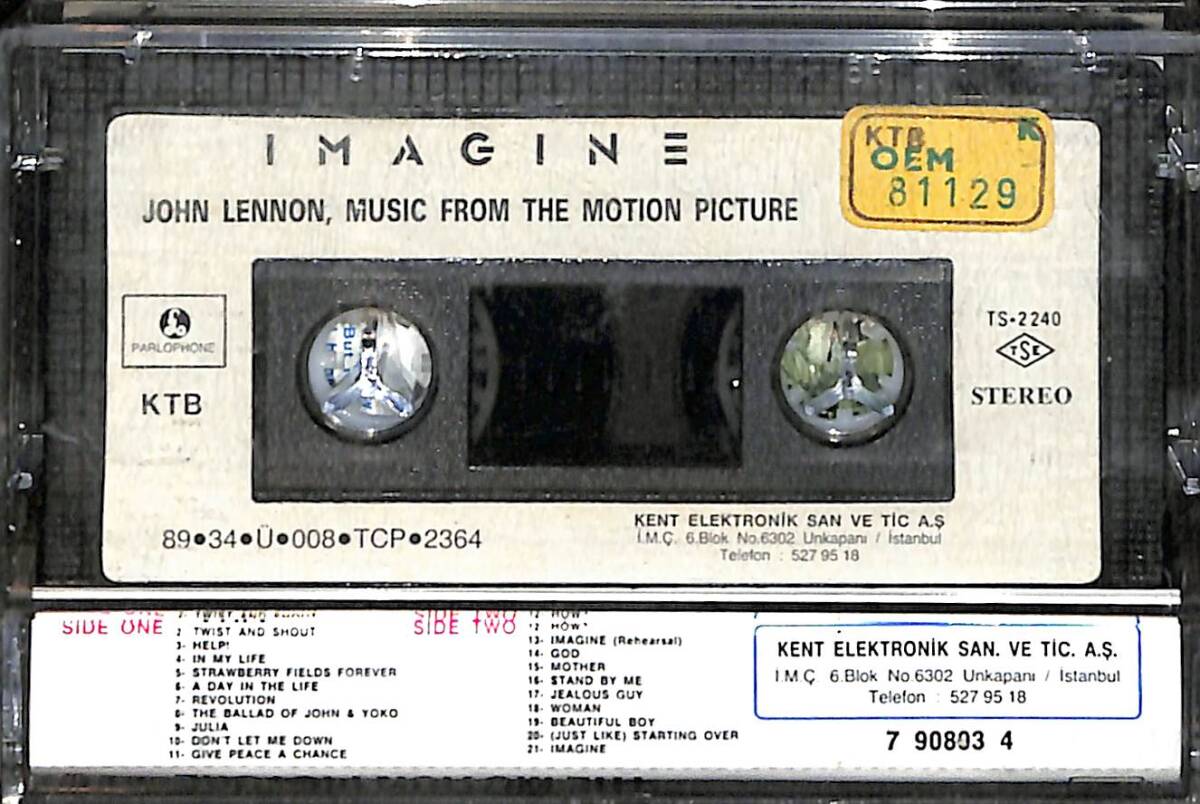 IMAGINE
JOHN LENNON, MUSIC FROM THE MOTION PICTURE
KTB
OEM
81129
PARLOPHONE
KTB
TS•2240
TSE
STEREO
89•34•Ü•008•TCP•2364
KENT ELEKTRONİK SAN VE TİC A.Ş
İ.M.Ç. 6.Blok No.6302 Unkapanı / İstanbul
Telefon : 527 95 18
SIDE ONE
2 TWIST AND SHOUT
3- HELP!
4- IN MY LIFE
5- STRAWBERRY FIELDS FOREVER
6- A DAY IN THE LIFE
7- REVOLUTION
8- THE BALLAD OF JOHN & YOKO
9- JULIA
10- DON'T LET ME DOWN
11- GIVE PEACE A CHANCE
SIDE TWO
12 HOW?
13- IMAGINE (Rehearsal)
14- GOD
15- MOTHER
16- STAND BY ME
17- JEALOUS GUY
18- WOMAN
19- BEAUTIFUL BOY
20- (JUST LIKE) STARTING OVER
21- IMAGINE
KENT ELEKTRONİK SAN. VE TİC. A.Ş.
İ.M.Ç 6.Blok No.6302 Unkapanı / İstanbul
Telefon : 527 95 18
7 90803 4